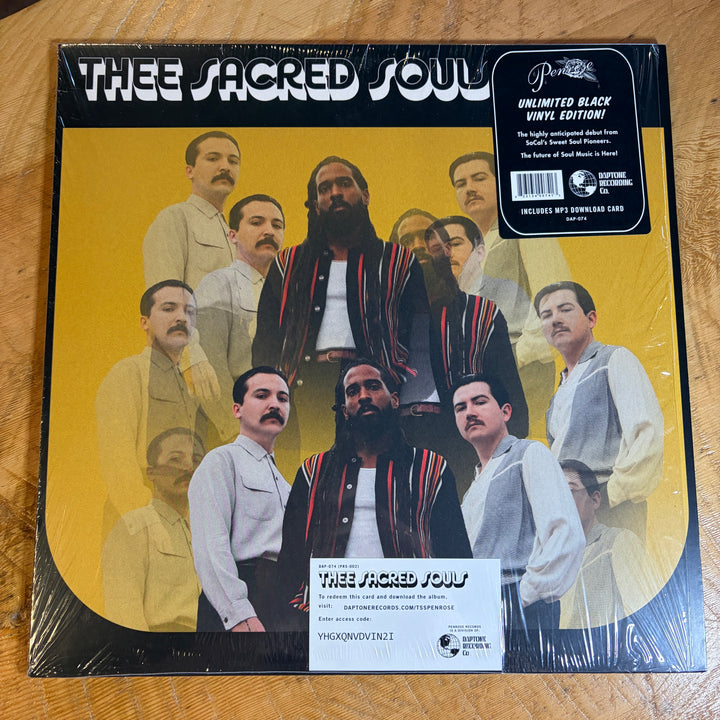 THEE SACRED SOULS
Penrose
UNLIMITED BLACK
VINYL EDITION!
The highly anticipated debut from
SoCal's Sweet Soul Pioneers.
The future of Soul Music is Here!
DAPTONE
RECORDING
Co.
INCLUDES MP3 DOWNLOAD CARD
DAP-074
DAP-074 (PRS-002)
THEE SACRED SOULS
To redeem this card and download the album,
visit: DAPTONERECORDS.COM/TSSPENROSE
Enter access code:
YHGXQNVDVIN2I
PENROSE RECORDS
IS A DIVISION OF:
DAPTONE
RECORDING
Co.